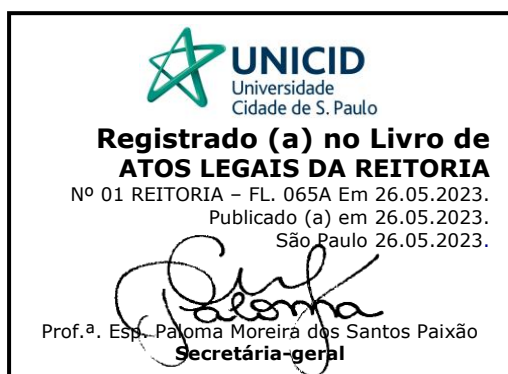 UNICID
Universidade
Cidade de S. Paulo
Registrado (a) no Livro de
ATOS LEGAIS DA REITORIA
Nº 01 REITORIA – FL. 065A Em 26.05.2023.
Publicado (a) em 26.05.2023.
São Paulo 26.05.2023.
Paloma
Prof.ª. Esp. Paloma Moreira dos Santos Paixão
Secretária-geral